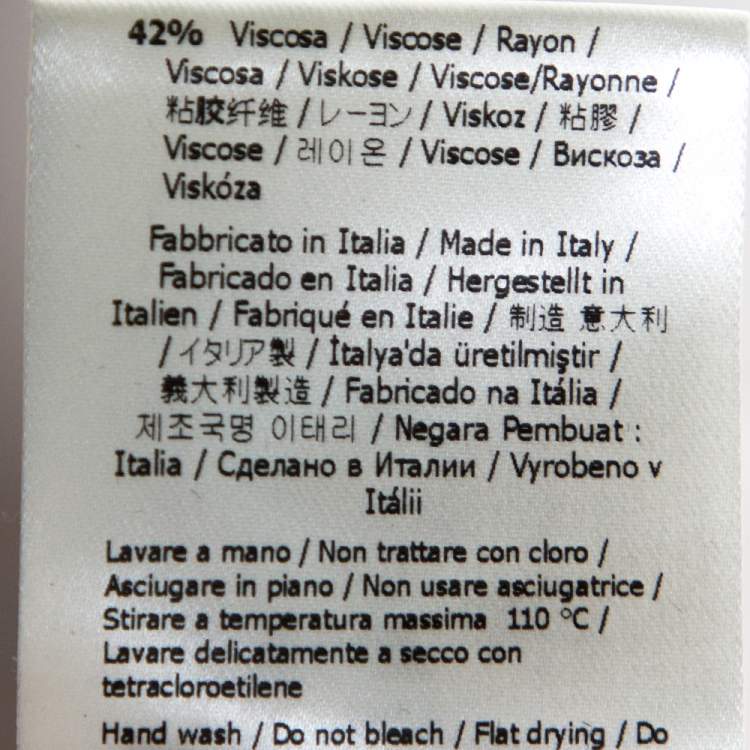 42% Viscosa / Viscose / Rayon /
Viscosa / Viskose / Viscose/Rayonne /
粘胶纤维 / レーヨン / Viskoz / 粘膠 /
Viscose / 레이온 / Viscose / Вискоза /
Viskóza
Fabbricato in Italia / Made in Italy /
Fabricado en Italia / Hergestellt in
Italien / Fabriqué en Italie / 制造 意大利
/ イタリア製 / İtalya'da üretilmiştir /
義大利製造 / Fabricado na Itália /
제조국명 이태리 / Negara Pembuat :
Italia / Сделано в Италии / Vyrobeno v
Itálii
Lavare a mano / Non trattare con cloro /
Asciugare in piano / Non usare asciugatrice /
Stirare a temperatura massima 110 °C /
Lavare delicatamente a secco con
tetracloroetilene
Hand wash / Do not bleach / Flat drying / Do